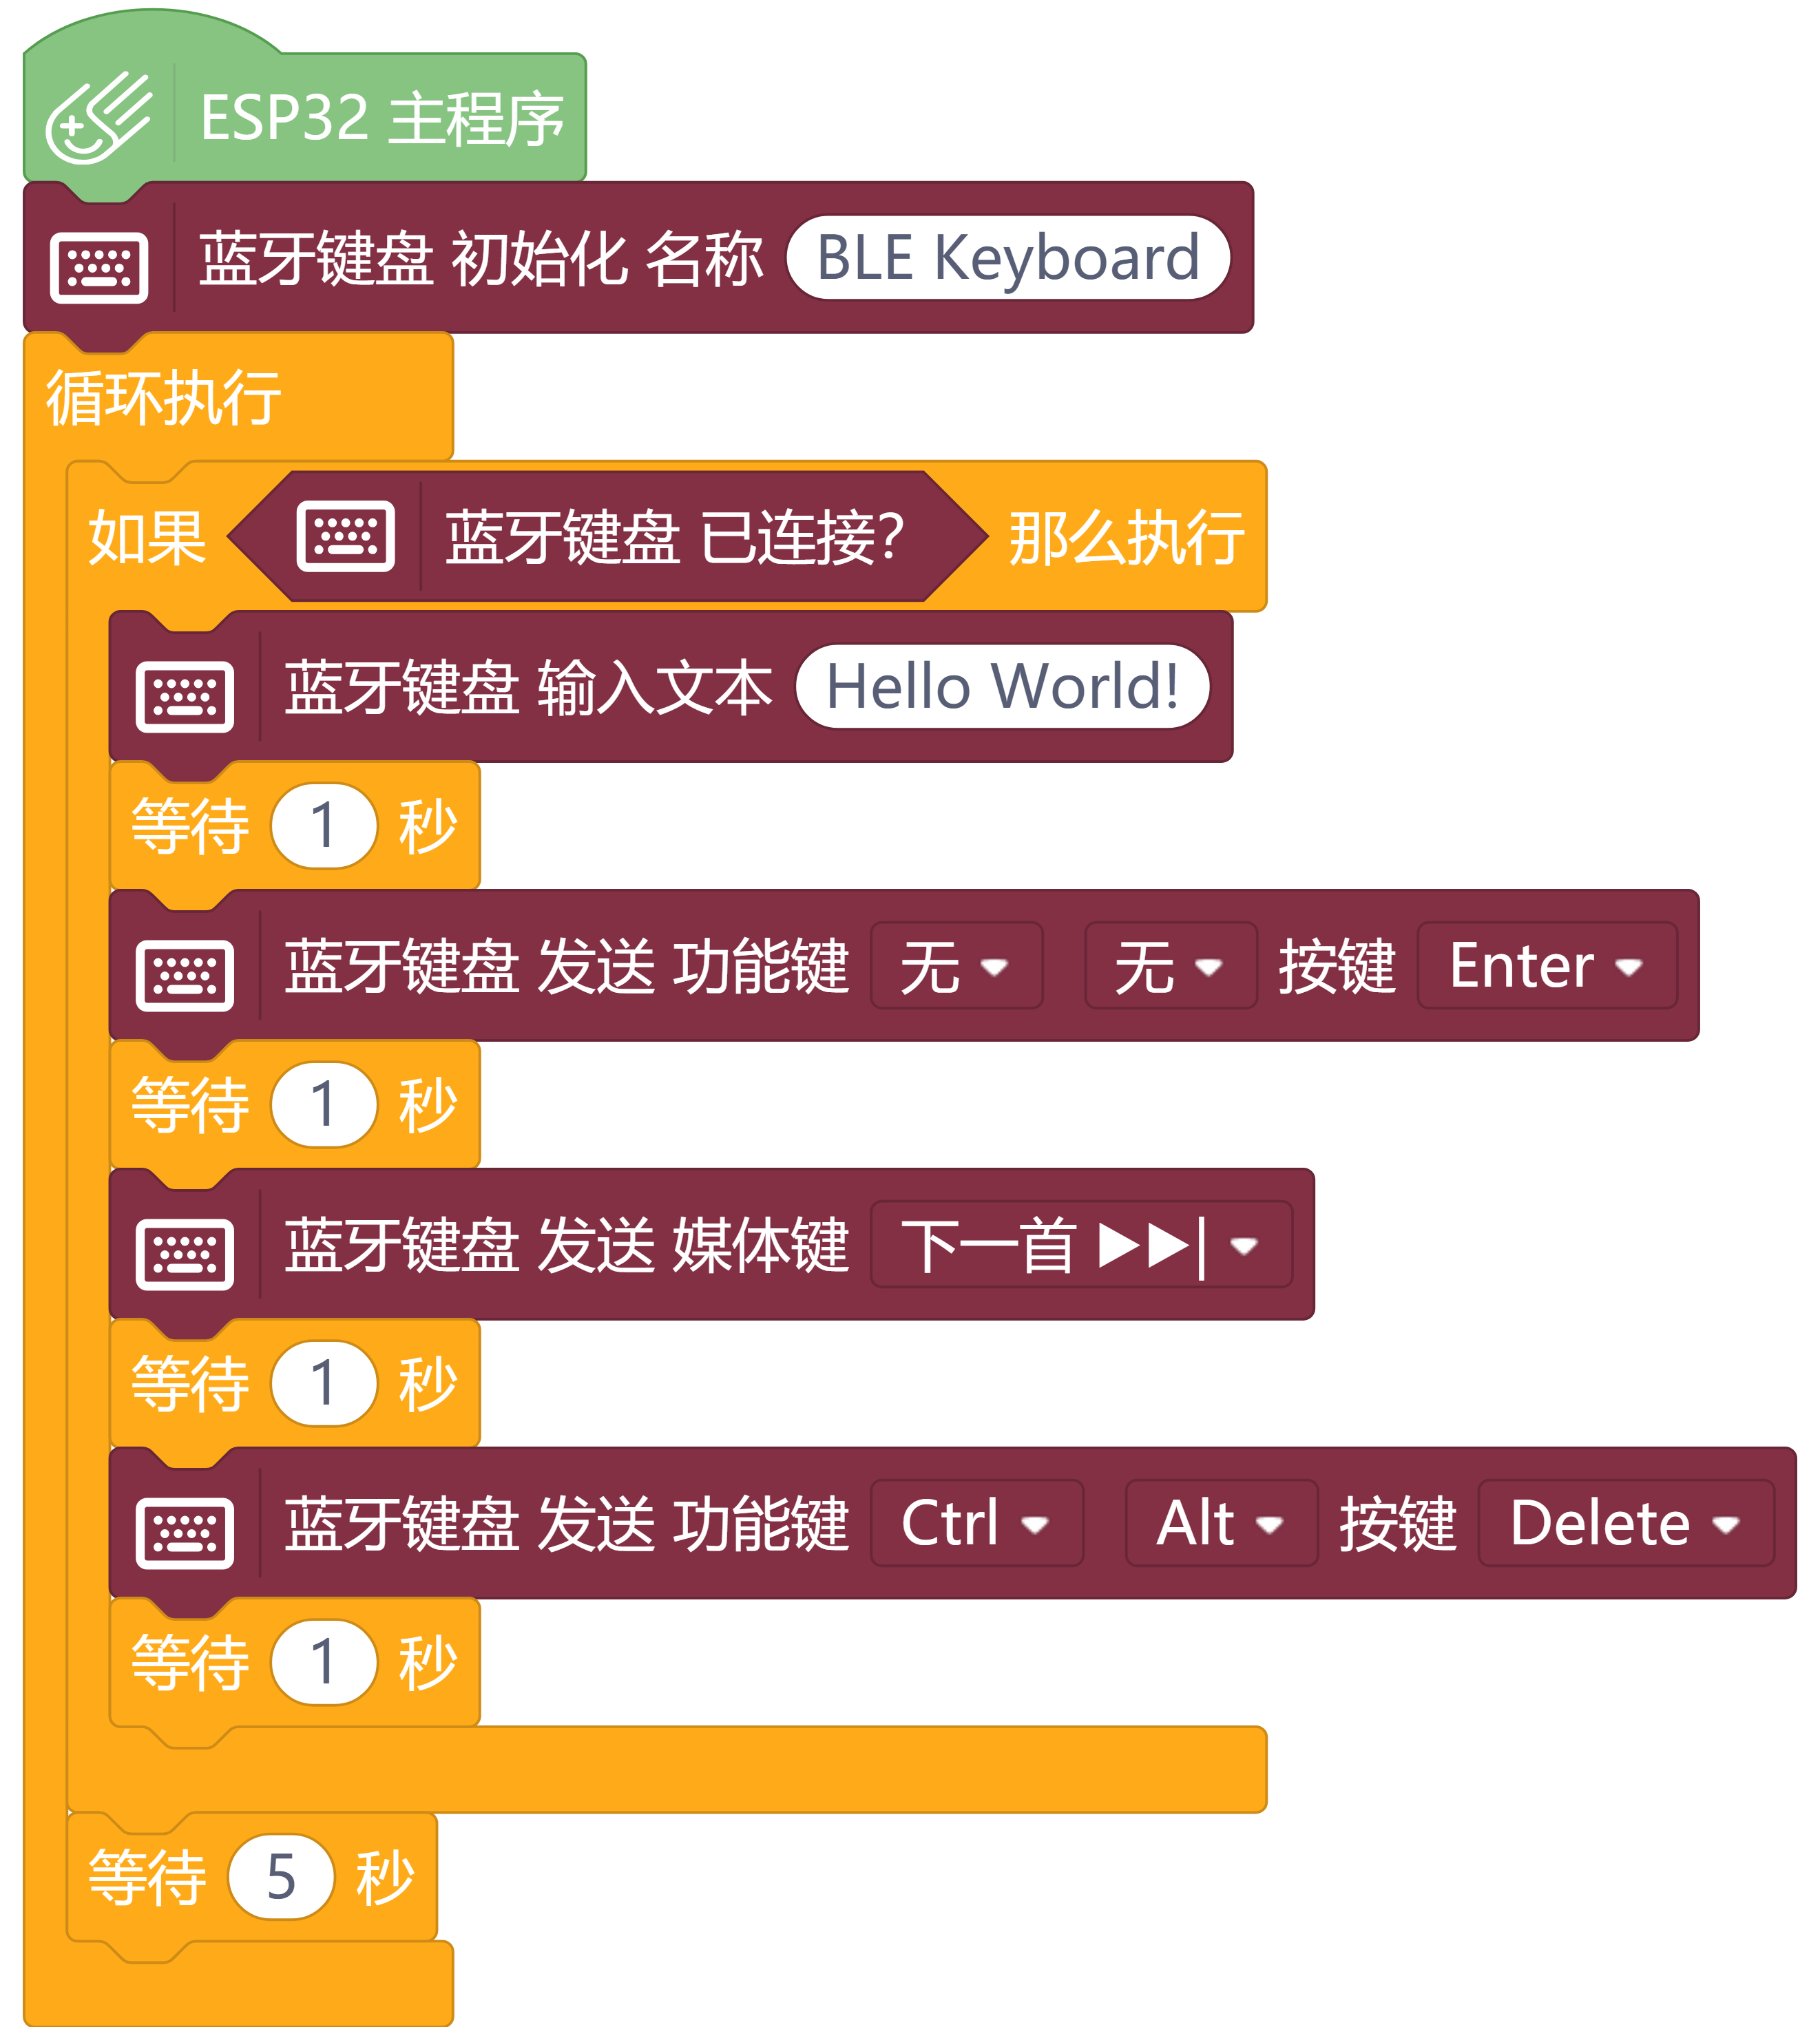 ESP32 主程序
蓝牙键盘 初始化 名称 BLE Keyboard
循环执行
如果 蓝牙键盘 已连接? 那么执行
蓝牙键盘 输入文本 Hello World!
等待 1 秒
蓝牙键盘 发送 功能键 无 无 按键 Enter
等待 1 秒
蓝牙键盘 发送 媒体键 下一首 ▶▶|
等待 1 秒
蓝牙键盘 发送 功能键 Ctrl Alt 按键 Delete
等待 1 秒
等待 5 秒